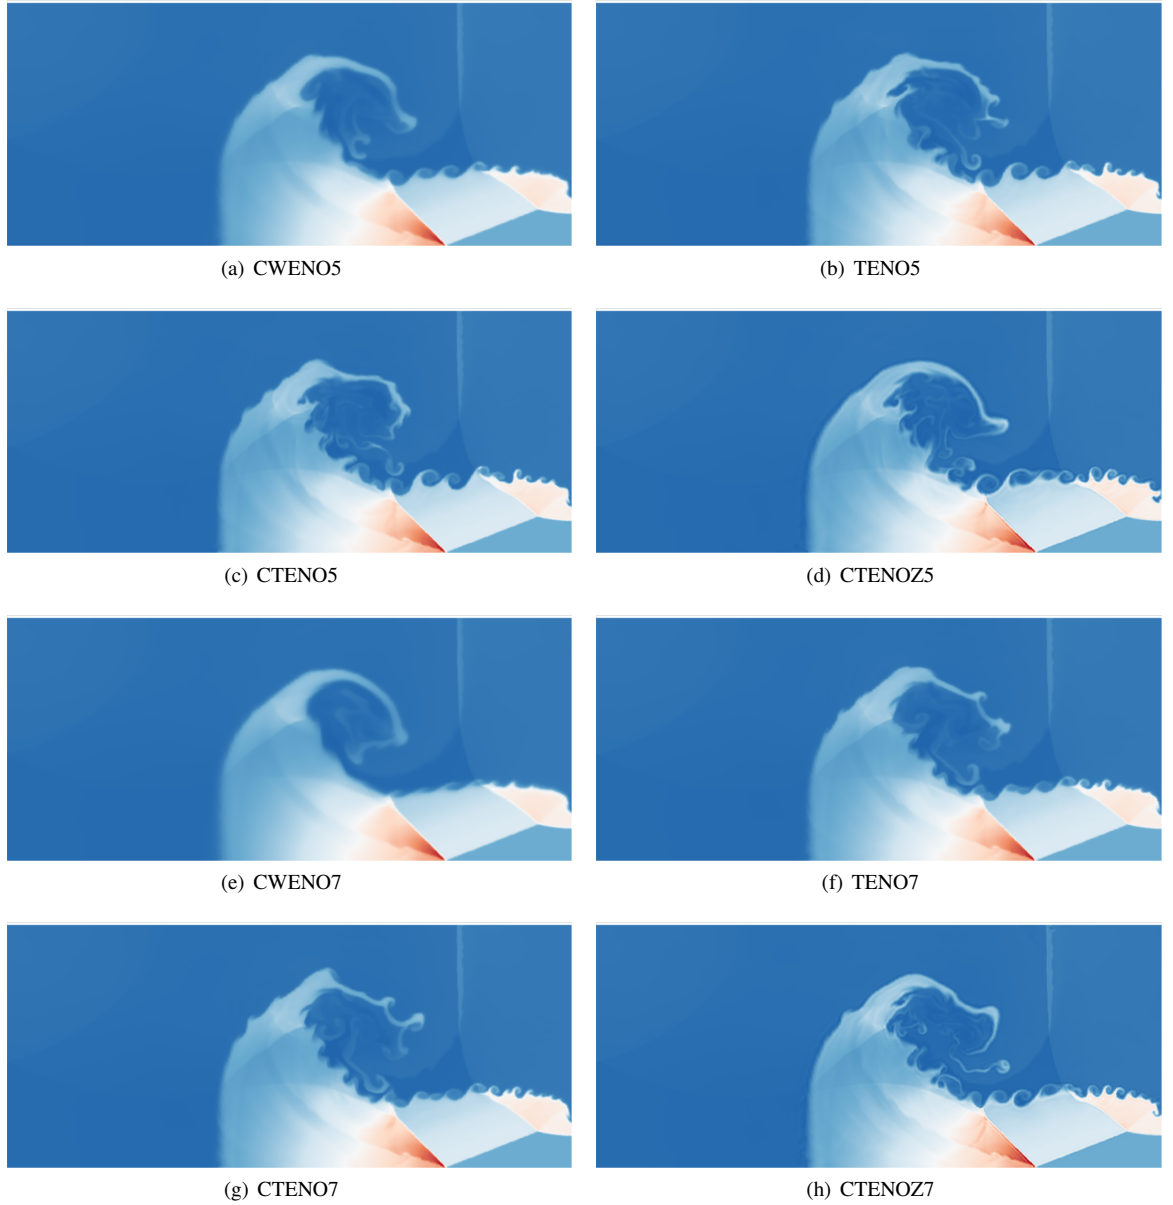 (a) CWENO5
(b) TENO5
(c) CTENO5
(d) CTENOZ5
(e) CWENO7
(f) TENO7
(g) CTENO7
(h) CTENOZ7